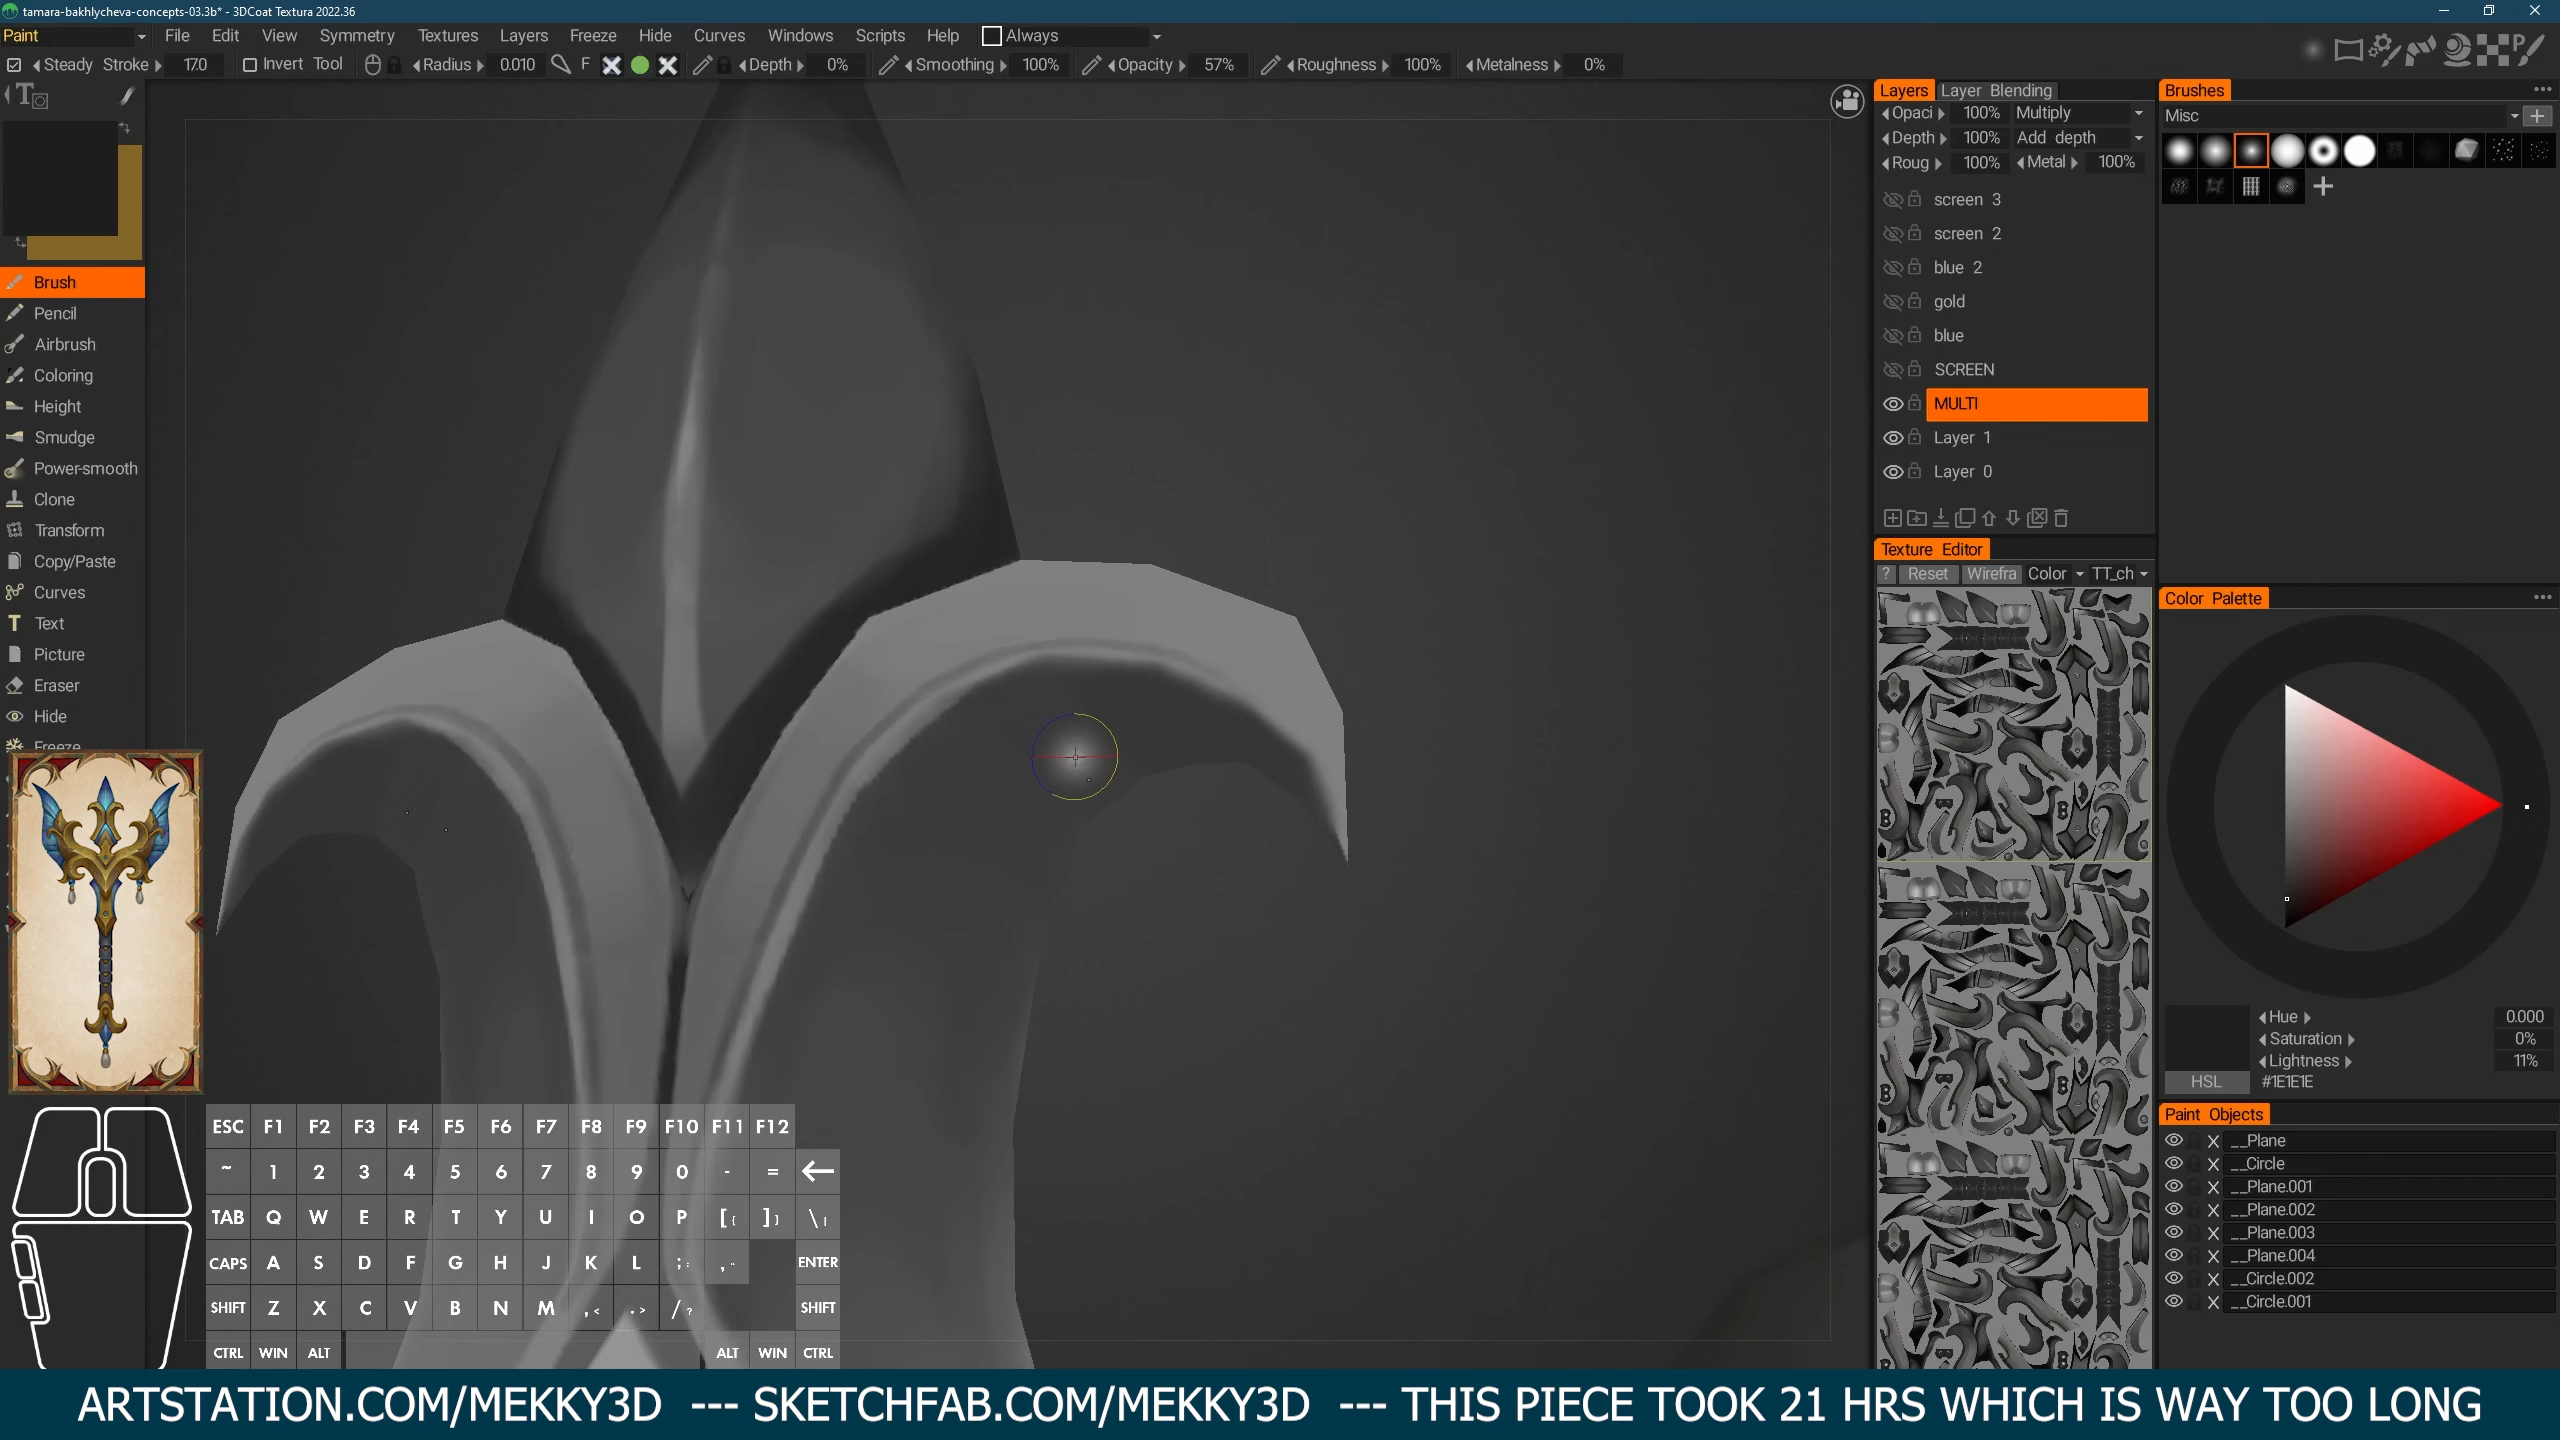 tamara-bakhlycheva-concepts-03.3b* - 3DCoat Textura 2022.36
Paint File Edit View Symmetry Textures Layers Freeze Hide Curves Windows Scripts Help Always
Steady Stroke 17.0 Invert Tool Radius 0.010 F Depth 0% Smoothing 100% Opacity 57% Roughness 100% Metalness 0%
Brush
Pencil
Airbrush
Coloring
Height
Smudge
Power-smooth
Clone
Transform
Copy/Paste
Curves
T Text
Picture
Eraser
Hide
Freeze
Layers Layer Blending
Opaci 100% Multiply
Depth 100% Add depth
Roug 100% Metal 100%
screen 3
screen 2
blue 2
gold
blue
SCREEN
MULTI
Layer 1
Layer 0
Texture Editor
? Reset Wirefra Color TT_ch
Brushes
Misc
Color Palette
Hue 0.000
Saturation 0%
Lightness 11%
HSL #1E1E1E
Paint Objects
X __Plane
X __Circle
X __Plane.001
X __Plane.002
X __Plane.003
X __Plane.004
X __Circle.002
X __Circle.001
ESC F1 F2 F3 F4 F5 F6 F7 F8 F9 F10 F11 F12
~ 1 2 3 4 5 6 7 8 9 0 - =
TAB Q W E R T Y U I O P [{ ]} \|
CAPS A S D F G H J K L ;: ," ENTER
SHIFT Z X C V B N M ,< .> /? SHIFT
CTRL WIN ALT ALT WIN CTRL
ARTSTATION.COM/MEKKY3D --- SKETCHFAB.COM/MEKKY3D --- THIS PIECE TOOK 21 HRS WHICH IS WAY TOO LONG